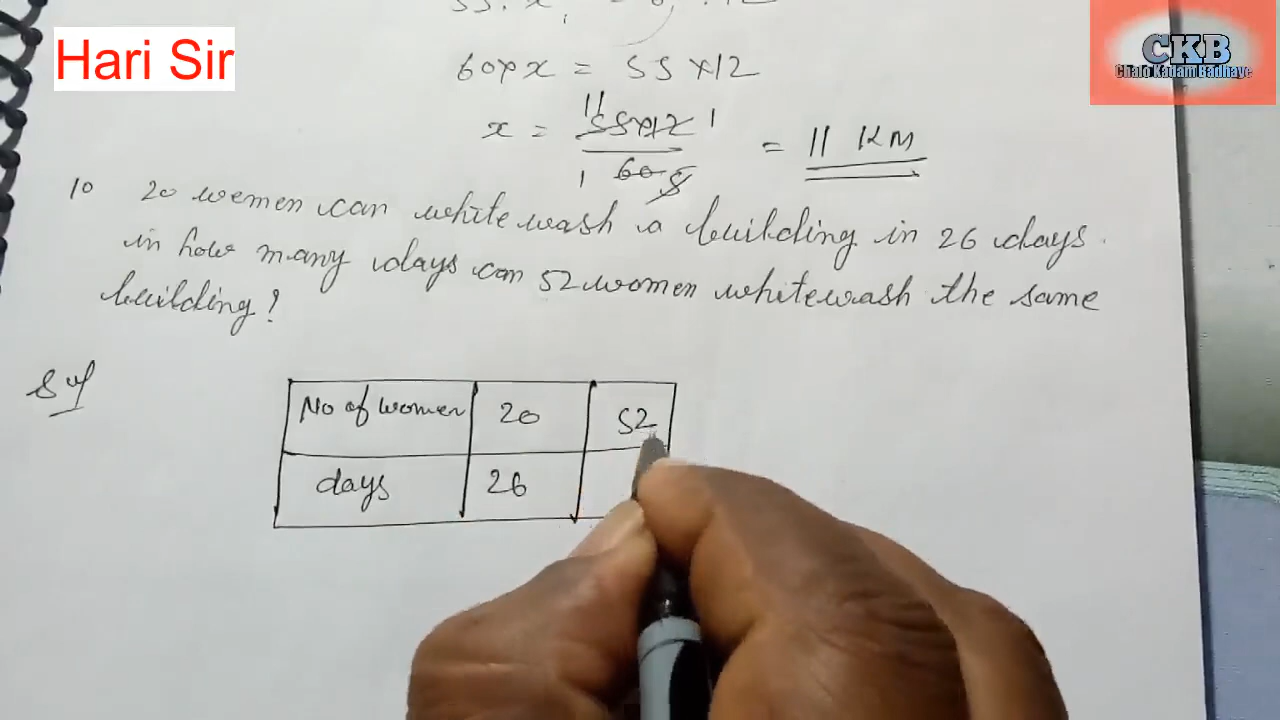 Hari Sir
CKB
Chalo Kadam Badhaye
60 x x = 55 x 12
x = 55x12 / 60 = 11 KM
10 20 women can whitewash a building in 26 days.
in how many days can 52 women whitewash the same
building?
Sol
No of women 20 52
days 26